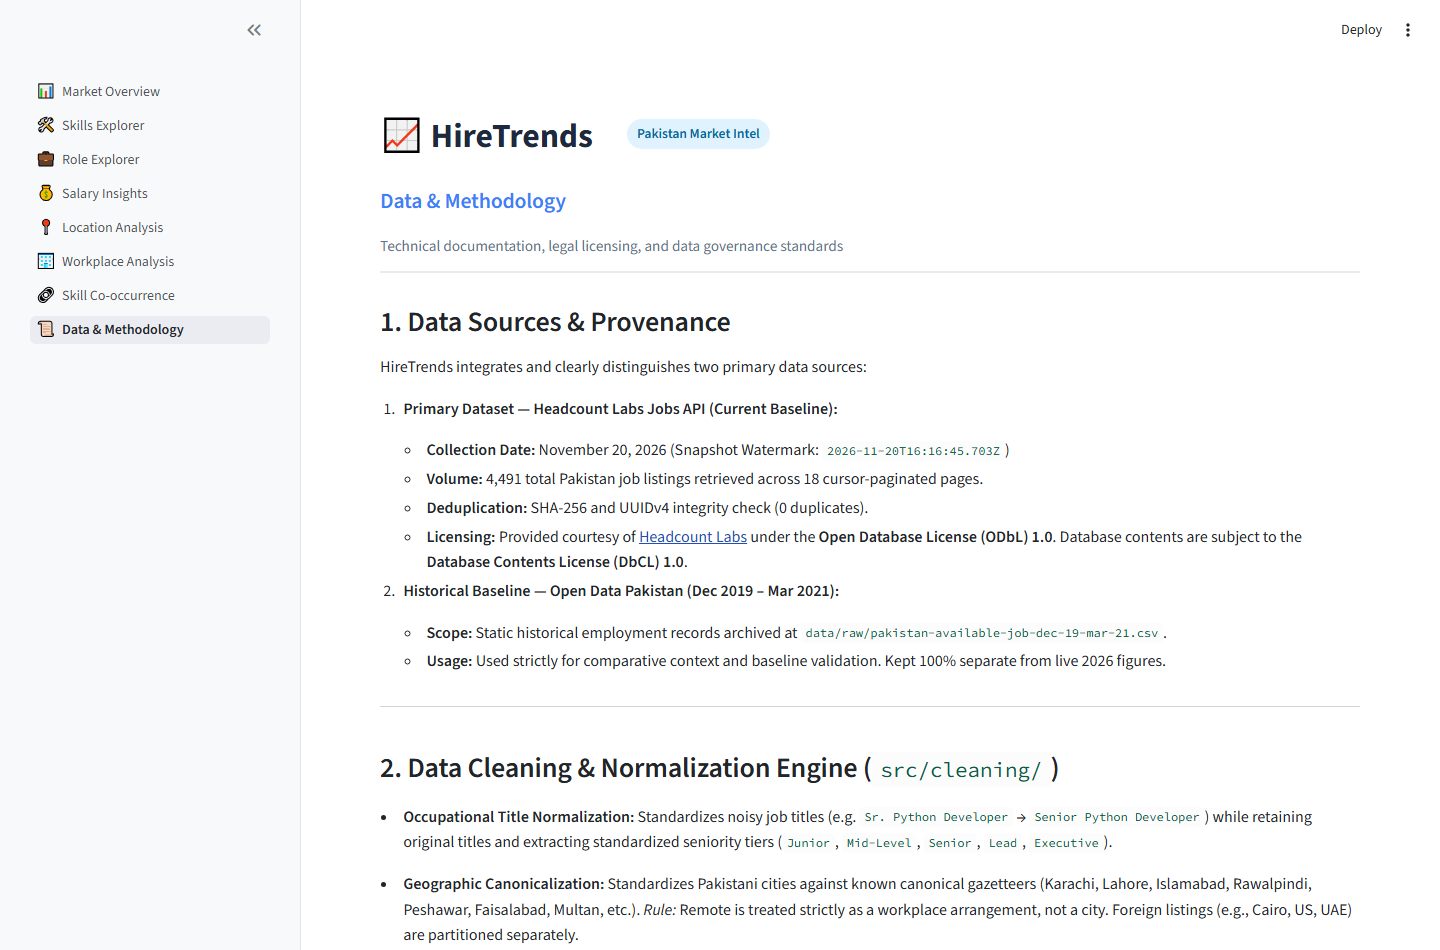 Deploy
Market Overview
Skills Explorer
Role Explorer
Salary Insights
Location Analysis
Workplace Analysis
Skill Co-occurrence
Data & Methodology
HireTrends
Pakistan Market Intel
Data & Methodology
Technical documentation, legal licensing, and data governance standards
1. Data Sources & Provenance
HireTrends integrates and clearly distinguishes two primary data sources:
1. Primary Dataset — Headcount Labs Jobs API (Current Baseline):
Collection Date: November 20, 2026 (Snapshot Watermark: 2026-11-20T16:16:45.703Z )
Volume: 4,491 total Pakistan job listings retrieved across 18 cursor-paginated pages.
Deduplication: SHA-256 and UUIDv4 integrity check (0 duplicates).
Licensing: Provided courtesy of Headcount Labs under the Open Database License (ODbL) 1.0. Database contents are subject to the
Database Contents License (DbCL) 1.0.
2. Historical Baseline — Open Data Pakistan (Dec 2019 – Mar 2021):
Scope: Static historical employment records archived at data/raw/pakistan-available-job-dec-19-mar-21.csv .
Usage: Used strictly for comparative context and baseline validation. Kept 100% separate from live 2026 figures.
2. Data Cleaning & Normalization Engine ( src/cleaning/ )
Occupational Title Normalization: Standardizes noisy job titles (e.g. Sr. Python Developer → Senior Python Developer ) while retaining
original titles and extracting standardized seniority tiers ( Junior , Mid-Level , Senior , Lead , Executive ).
Geographic Canonicalization: Standardizes Pakistani cities against known canonical gazetteers (Karachi, Lahore, Islamabad, Rawalpindi,
Peshawar, Faisalabad, Multan, etc.). Rule: Remote is treated strictly as a workplace arrangement, not a city. Foreign listings (e.g., Cairo, US, UAE)
are partitioned separately.